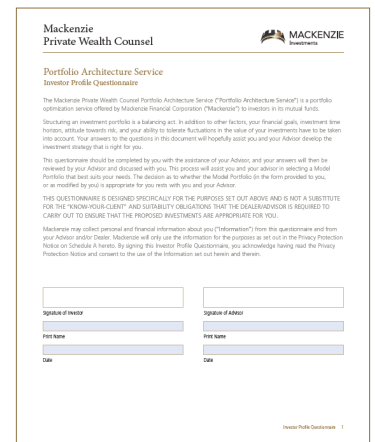 Mackenzie
Private Wealth Counsel
MACKENZIE
Investments
Portfolio Architecture Service
Investor Profile Questionnaire
The Mackenzie Private Wealth Counsel Portfolio Architecture Service ("Portfolio Architecture Service") is a portfolio
optimization service offered by Mackenzie Financial Corporation ("Mackenzie") to investors in its mutual funds.
Structuring an investment portfolio is a balancing act. In addition to other factors, your financial goals, investment time
horizon, attitude towards risk, and your ability to tolerate fluctuations in the value of your investments have to be taken
into account. Your answers to the questions in this document will hopefully assist you and your Advisor develop the
investment strategy that is right for you.
This questionnaire should be completed by you with the assistance of your Advisor, and your answers will then be
reviewed by your Advisor and discussed with you. This process will assist you and your advisor in selecting a Model
Portfolio that best suits your needs. The decision as to whether the Model Portfolio (in the form provided to you,
or as modified by you) is appropriate for you rests with you and your Advisor.
THIS QUESTIONNAIRE IS DESIGNED SPECIFICALLY FOR THE PURPOSES SET OUT ABOVE AND IS NOT A SUBSTITUTE
FOR THE "KNOW-YOUR-CLIENT" AND SUITABILITY OBLIGATIONS THAT THE DEALER/ADVISOR IS REQUIRED TO
CARRY OUT TO ENSURE THAT THE PROPOSED INVESTMENTS ARE APPROPRIATE FOR YOU.
Mackenzie may collect personal and financial information about you ("Information") from this questionnaire and from
your Advisor and/or Dealer. Mackenzie will only use the information for the purposes as set out in the Privacy Protection
Notice on Schedule A hereto. By signing this Investor Profile Questionnaire, you acknowledge having read the Privacy
Protection Notice and consent to the use of the Information set out herein and therein.
Signature of Investor
Signature of Advisor
Print Name
Print Name
Date
Date
Investor Profile Questionnaire 1